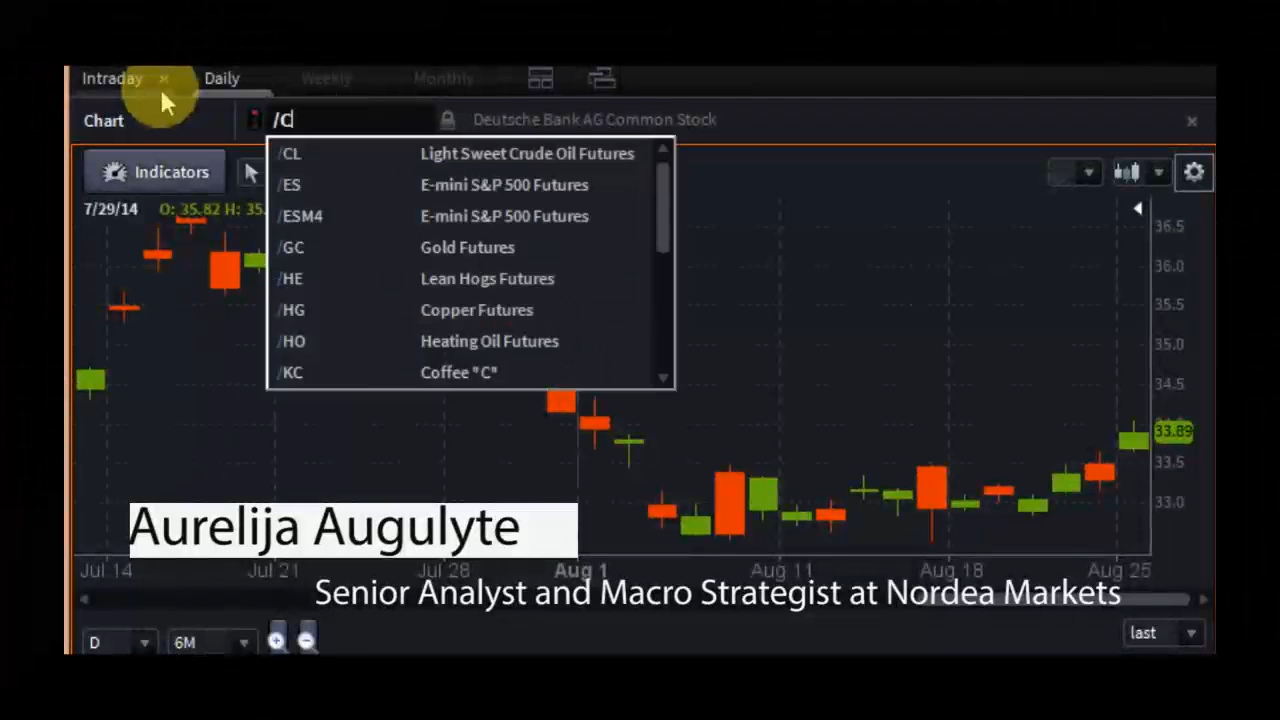 Intraday × Daily Weekly Monthly
Chart /C Deutsche Bank AG Common Stock ×
/CL Light Sweet Crude Oil Futures
/ES E-mini S&P 500 Futures
/ESM4 E-mini S&P 500 Futures
/GC Gold Futures
/HE Lean Hogs Futures
/HG Copper Futures
/HO Heating Oil Futures
/KC Coffee "C"
Indicators
7/29/14 O: 35.82 H: 35.
36.5
36.0
35.5
35.0
34.5
33.89
33.5
33.0
Aurelija Augulyte
Jul 14 Jul 21 Jul 28 Aug 1 Aug 11 Aug 18 Aug 25
Senior Analyst and Macro Strategist at Nordea Markets
D 6M last